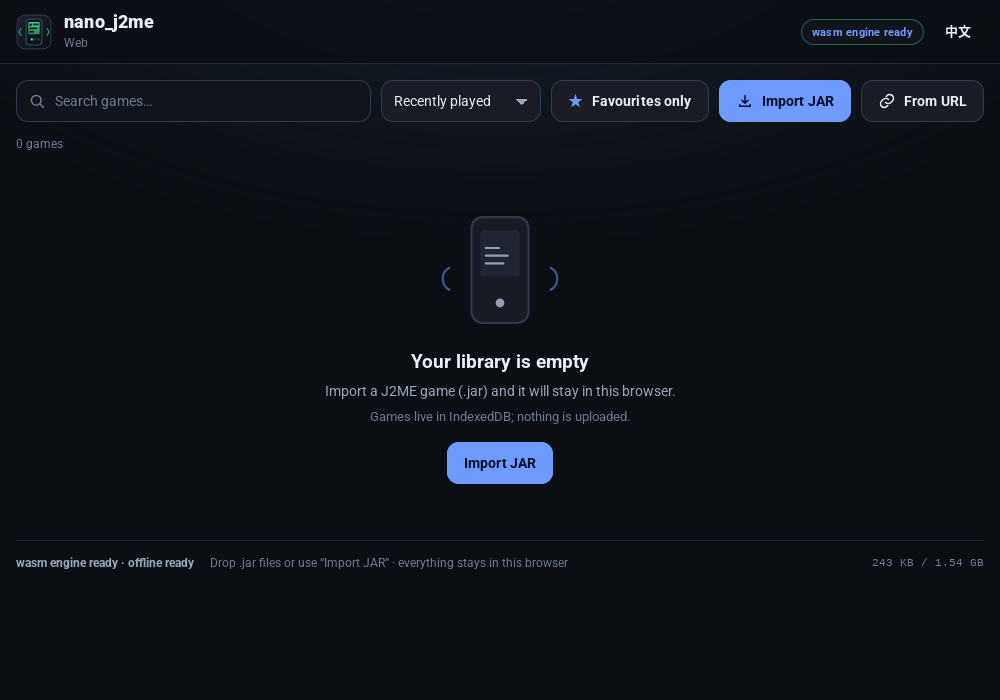 nano_j2me
Web
wasm engine ready
中文
Search games…
Recently played
Favourites only
Import JAR
From URL
0 games
Your library is empty
Import a J2ME game (.jar) and it will stay in this browser.
Games live in IndexedDB; nothing is uploaded.
Import JAR
wasm engine ready · offline ready
Drop .jar files or use “Import JAR” · everything stays in this browser
243 KB / 1.54 GB